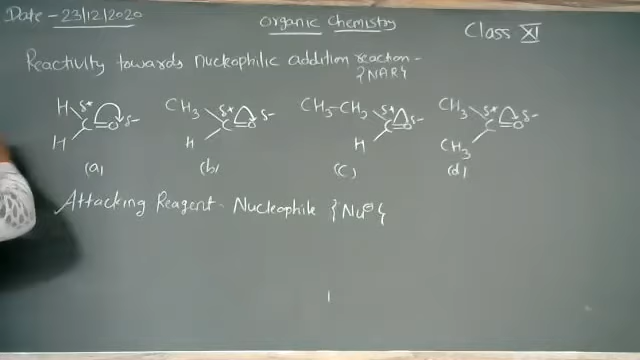 Date - 23/12/2020
Organic Chemistry
Class XI
Reactivity towards nucleophilic addition reaction -
{NAR}
H δ+ C=O δ- H
CH3 δ+ C=O δ- H
CH3-CH2 δ+ C=O δ- H
CH3 δ+ C=O δ- CH3
(a) (b) (c) (d)
Attacking Reagent - Nucleophile {Nu⊖}